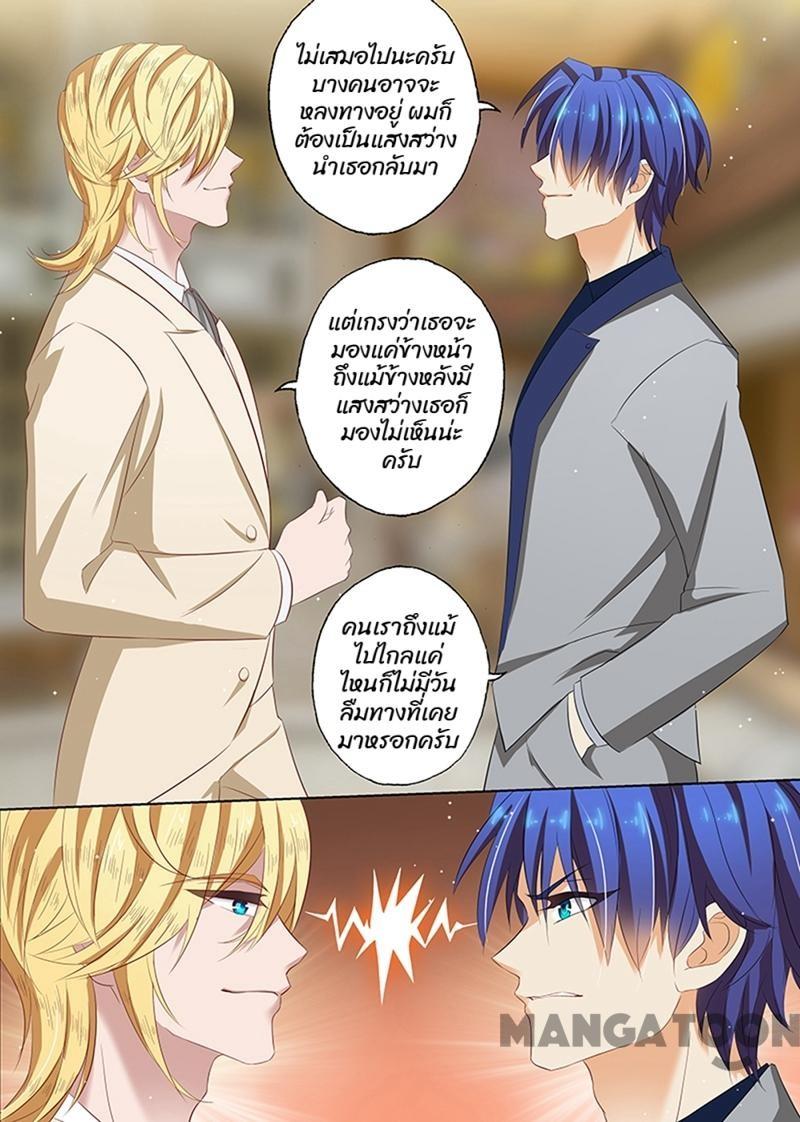 ไม่เสมอไปนะครับ
บางคนอาจจะ
หลงทางอยู่ ผมก็
ต้องเป็นแสงสว่าง
นำเธอกลับมา
แต่เกรงว่าเธอจะ
มองแค่ข้างหน้า
ถึงแม้ข้างหลังมี
แสงสว่างเธอก็
มองไม่เห็นน่ะ
ครับ
คนเราถึงแม้
ไปไกลแค่
ไหนก็ไม่มีวัน
ลืมทางที่เคย
มาหรอกครับ
MANGATOON